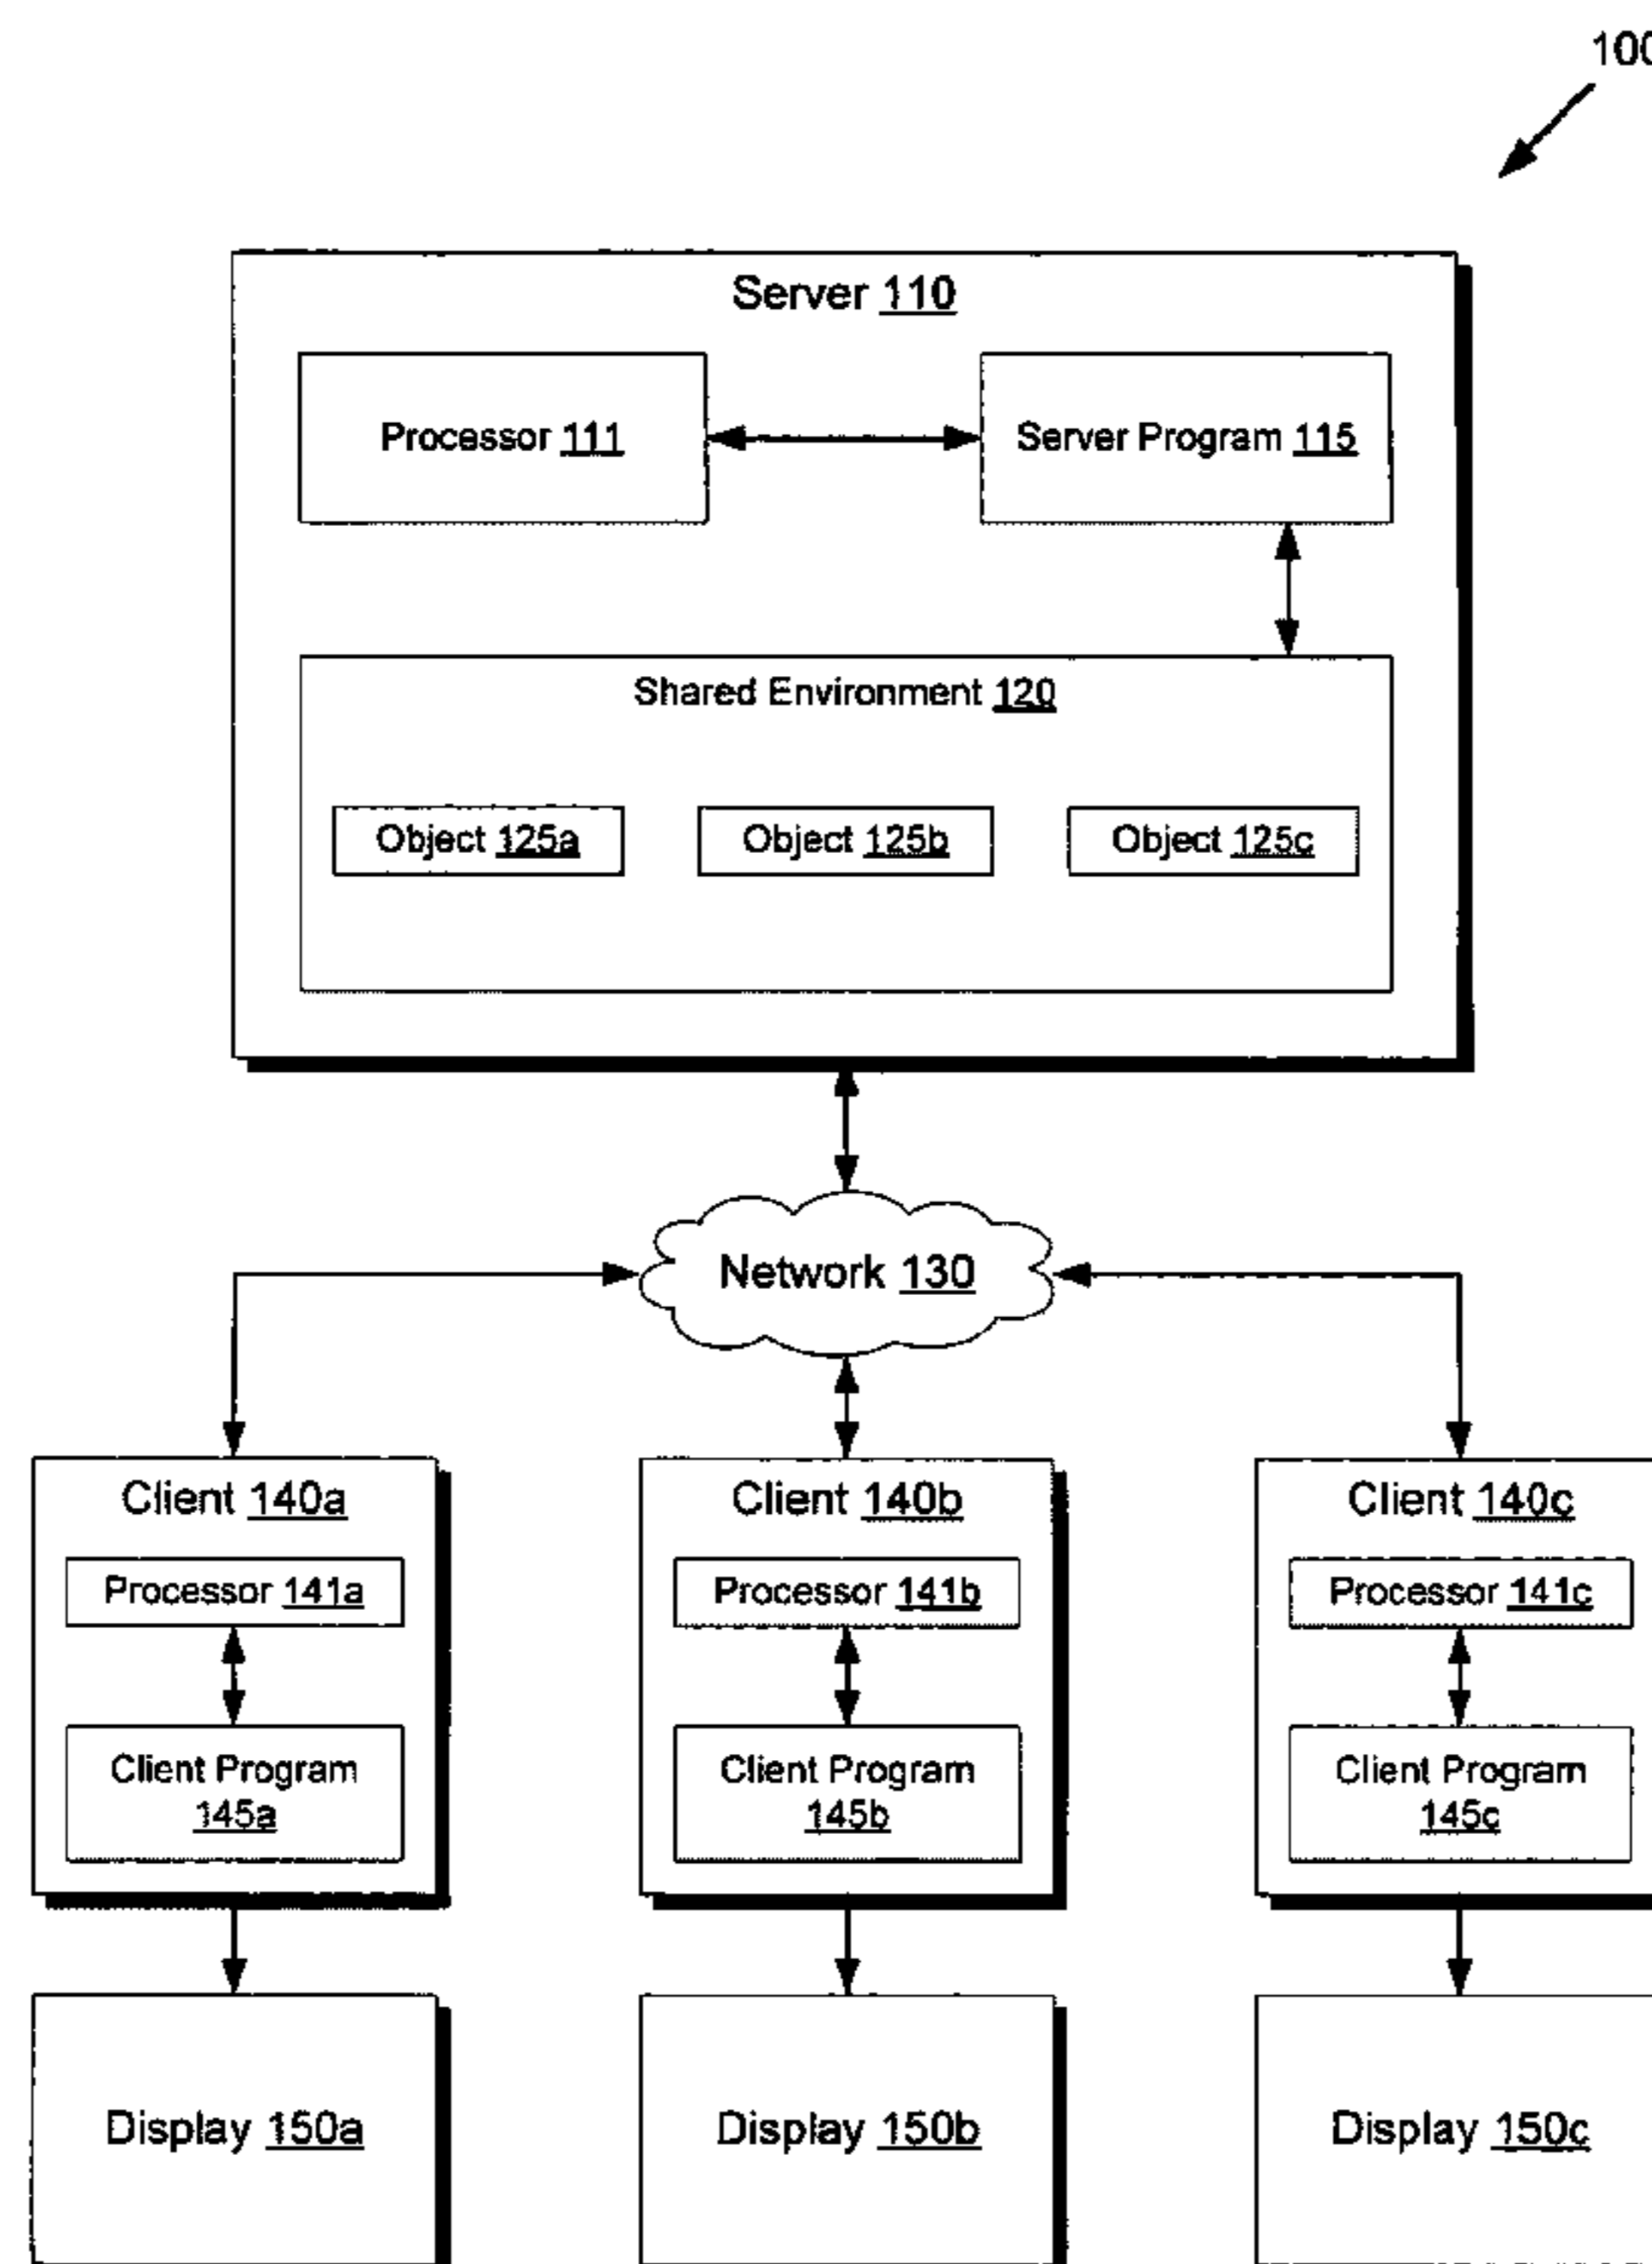 100
Server 110
Processor 111
Server Program 115
Shared Environment 120
Object 125a
Object 125b
Object 125c
Network 130
Client 140a
Client 140b
Client 140c
Processor 141a
Processor 141b
Processor 141c
Client Program
145a
Client Program
145b
Client Program
145c
Display 150a
Display 150b
Display 150c